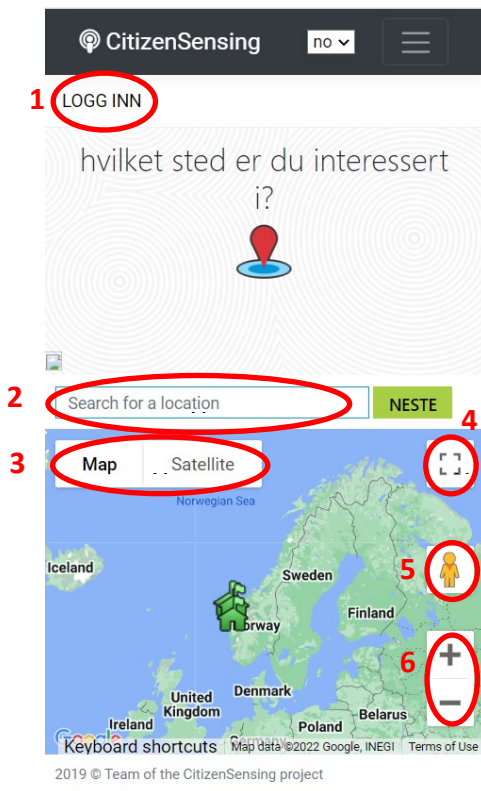 CitizenSensing
no
1
LOGG INN
hvilket sted er du interessert
i?
2
Search for a location
NESTE
4
3
Map
Satellite
Norwegian Sea
Iceland
5
Sweden
Finland
Norway
6
United
Kingdom
Denmark
Ireland
Belarus
Poland
Google
Germany
Keyboard shortcuts
Map data ©2022 Google, INEGI
Terms of Use
2019 © Team of the CitizenSensing project